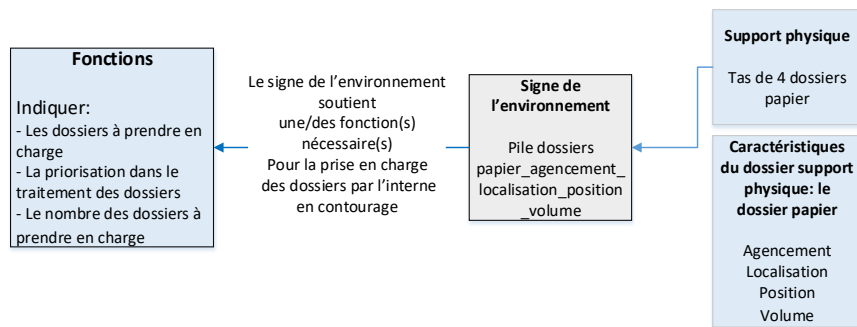 Fonctions
Indiquer:
- Les dossiers à prendre en
charge
- La priorisation dans le
traitement des dossiers
- Le nombre des dossiers à
prendre en charge
Le signe de l’environnement
soutient
une/des fonction(s)
nécessaire(s)
Pour la prise en charge
des dossiers par l’interne
en contourage
Signe de
l’environnement
Pile dossiers
papier_agencement_
localisation_position
_volume
Support physique
Tas de 4 dossiers
papier
Caractéristiques
du dossier support
physique: le
dossier papier
Agencement
Localisation
Position
Volume